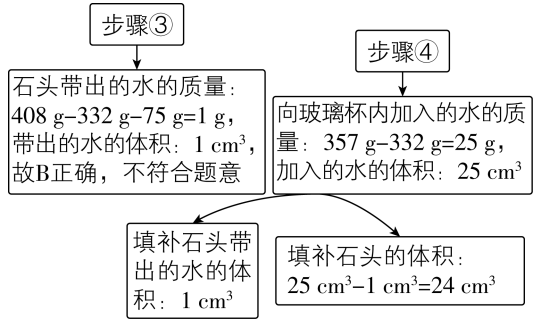 步骤③
石头带出的水的质量：
408 g-332 g-75 g=1 g，
带出的水的体积：1 cm³，
故B正确，不符合题意
步骤④
向玻璃杯内加入的水的质
量：357 g-332 g=25 g，
加入的水的体积：25 cm³
填补石头带
出的水的体
积：1 cm³
填补石头的体积：
25 cm³-1 cm³=24 cm³